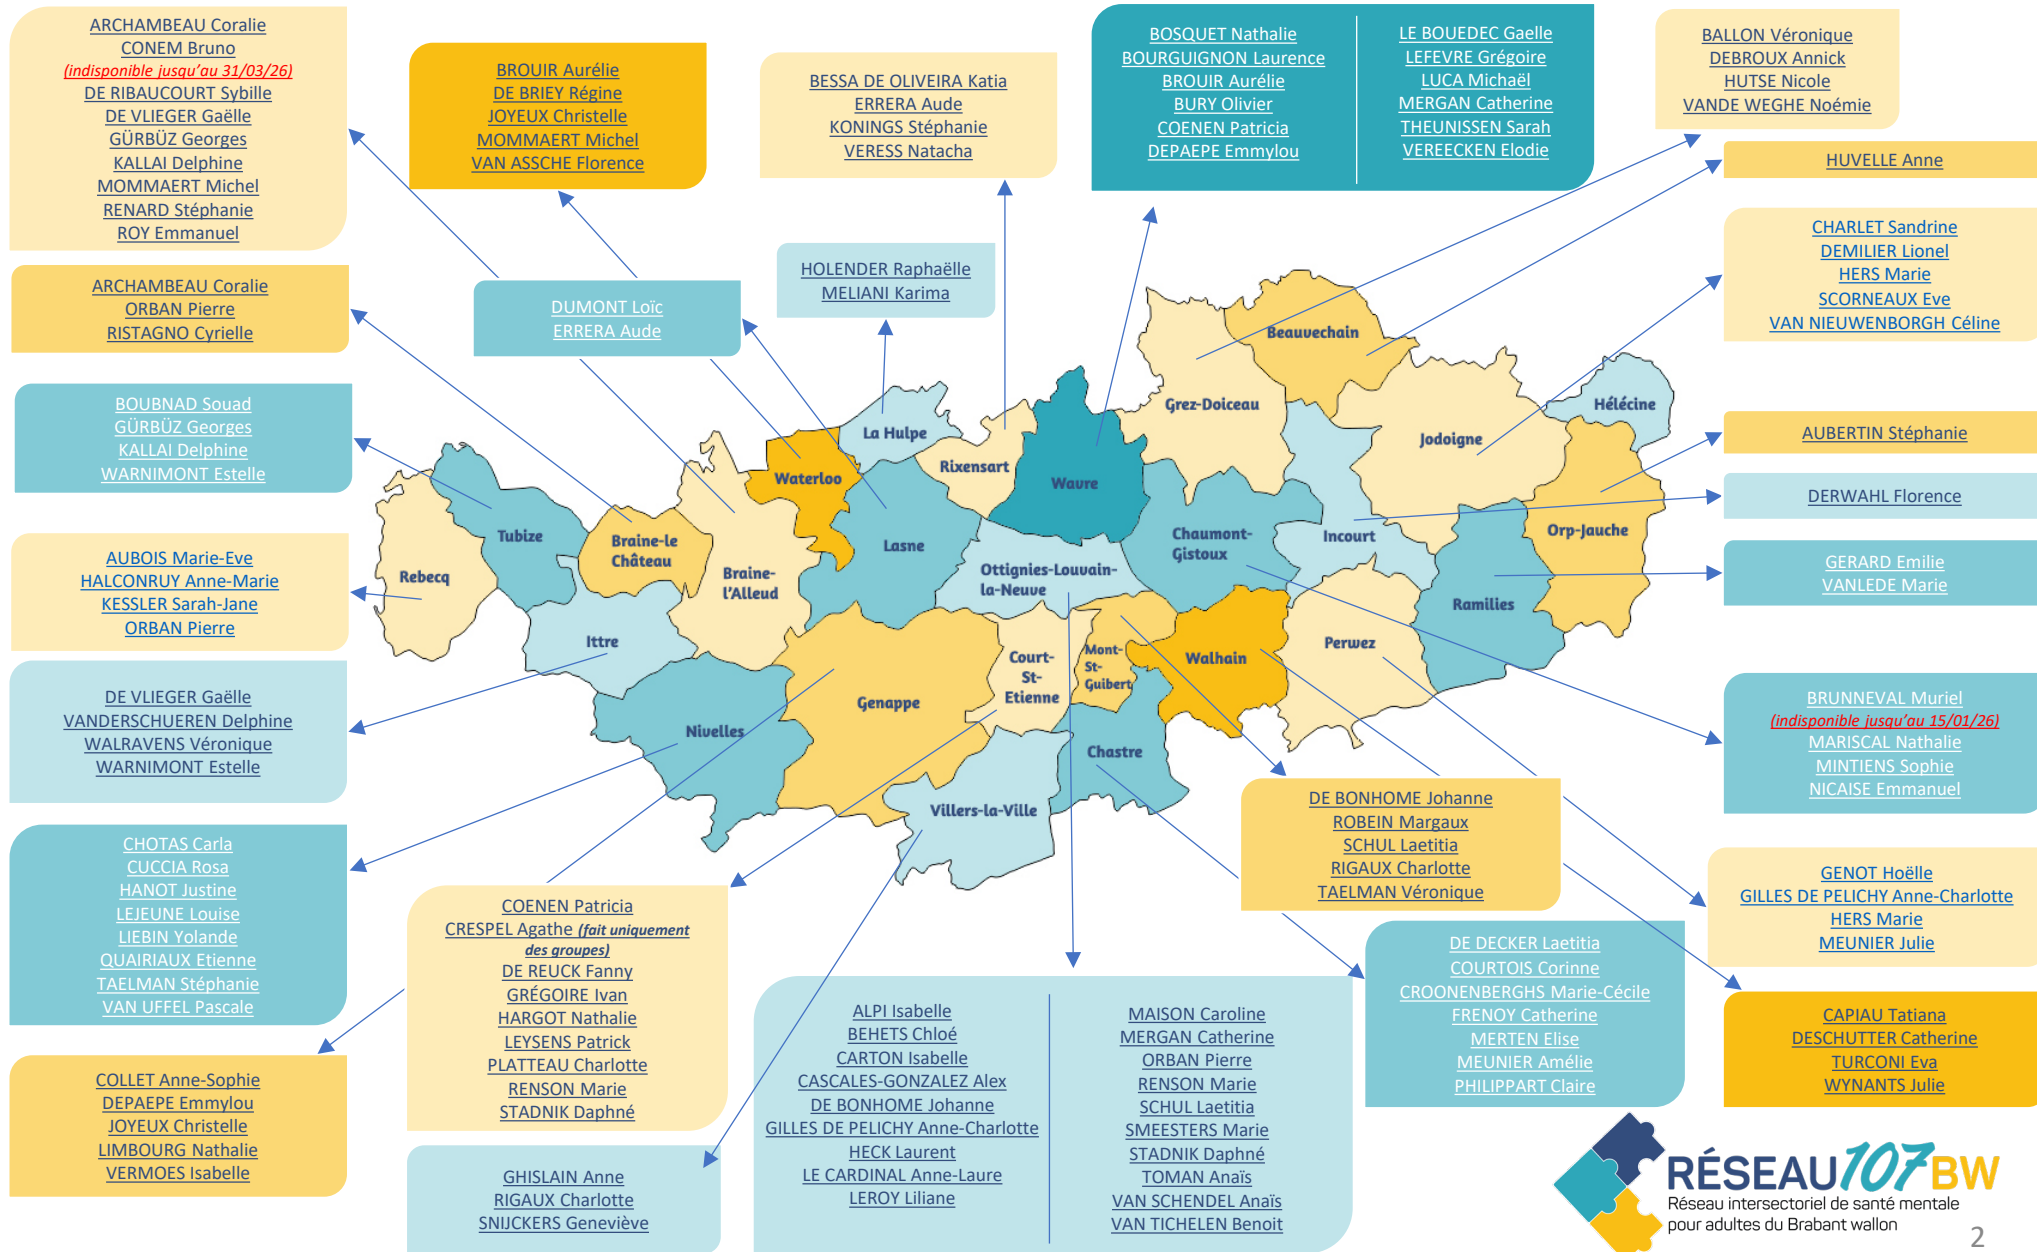 ARCHAMBEAU Coralie
CONEM Bruno
(indisponible jusqu'au 31/03/26)
DE RIBAUCOURT Sybille
DE VLIEGER Gaëlle
GÜRBÜZ Georges
KALLAI Delphine
MOMMAERT Michel
RENARD Stéphanie
ROY Emmanuel
BROUIR Aurélie
DE BRIEY Régine
JOYEUX Christelle
MOMMAERT Michel
VAN ASSCHE Florence
BESSA DE OLIVEIRA Katia
ERRERA Aude
KONINGS Stéphanie
VERESS Natacha
BOSQUET Nathalie
BOURGUIGNON Laurence
BROUIR Aurélie
BURY Olivier
COENEN Patricia
DEPAEPE Emmylou
LE BOUEDEC Gaelle
LEFEVRE Grégoire
LUCA Michaël
MERGAN Catherine
THEUNISSEN Sarah
VEREECKEN Elodie
BALLON Véronique
DEBROUX Annick
HUTSE Nicole
VANDE WEGHE Noémie
HUVELLE Anne
CHARLET Sandrine
DEMILIER Lionel
HERS Marie
SCORNEAUX Eve
VAN NIEUWENBORGH Céline
ARCHAMBEAU Coralie
ORBAN Pierre
RISTAGNO Cyrielle
DUMONT Loïc
ERRERA Aude
HOLENDER Raphaëlle
MELIANI Karima
BOUBNAD Souad
GÜRBÜZ Georges
KALLAI Delphine
WARNIMONT Estelle
AUBERTIN Stéphanie
DERWAHL Florence
AUBOIS Marie-Eve
HALCONRUY Anne-Marie
KESSLER Sarah-Jane
ORBAN Pierre
GERARD Emilie
VANLEDE Marie
Beauvechain
Grez-Doiceau
Hélécine
Jodoigne
La Hulpe
Rixensart
Waterloo
Wavre
Tubize
Braine-le
Château
Rebecq
Braine-
l'Alleud
Lasne
Ottignies-Louvain-
la-Neuve
Chaumont-
Gistoux
Incourt
Orp-Jauche
Ramilies
Ittre
Nivelles
Genappe
Court-
St-
Etienne
Mont-
St-
Guibert
Walhain
Perwez
Chastre
Villers-la-Ville
DE VLIEGER Gaëlle
VANDERSCHUEREN Delphine
WALRAVENS Véronique
WARNIMONT Estelle
BRUNNEVAL Muriel
(indisponible jusqu'au 15/01/26)
MARISCAL Nathalie
MINTIENS Sophie
NICAISE Emmanuel
DE BONHOME Johanne
ROBEIN Margaux
SCHUL Laetitia
RIGAUX Charlotte
TAELMAN Véronique
CHOTAS Carla
CUCCIA Rosa
HANOT Justine
LEJEUNE Louise
LIEBIN Yolande
QUAIRIAUX Etienne
TAELMAN Stéphanie
VAN UFFEL Pascale
COENEN Patricia
CRESPEL Agathe (fait uniquement
des groupes)
DE REUCK Fanny
GRÉGOIRE Ivan
HARGOT Nathalie
LEYSENS Patrick
PLATTEAU Charlotte
RENSON Marie
STADNIK Daphné
GENOT Hoëlle
GILLES DE PELICHY Anne-Charlotte
HERS Marie
MEUNIER Julie
DE DECKER Laetitia
COURTOIS Corinne
CROONENBERGHS Marie-Cécile
FRENOY Catherine
MERTEN Elise
MEUNIER Amélie
PHILIPPART Claire
CAPIAU Tatiana
DESCHUTTER Catherine
TURCONI Eva
WYNANTS Julie
COLLET Anne-Sophie
DEPAEPE Emmylou
JOYEUX Christelle
LIMBOURG Nathalie
VERMOES Isabelle
GHISLAIN Anne
RIGAUX Charlotte
SNIJCKERS Geneviève
ALPI Isabelle
BEHETS Chloé
CARTON Isabelle
CASCALES-GONZALEZ Alex
DE BONHOME Johanne
GILLES DE PELICHY Anne-Charlotte
HECK Laurent
LE CARDINAL Anne-Laure
LEROY Liliane
MAISON Caroline
MERGAN Catherine
ORBAN Pierre
RENSON Marie
SCHUL Laetitia
SMEESTERS Marie
STADNIK Daphné
TOMAN Anaïs
VAN SCHENDEL Anaïs
VAN TICHELEN Benoit
RÉSEAU107BW
Réseau intersectoriel de santé mentale
pour adultes du Brabant wallon
2